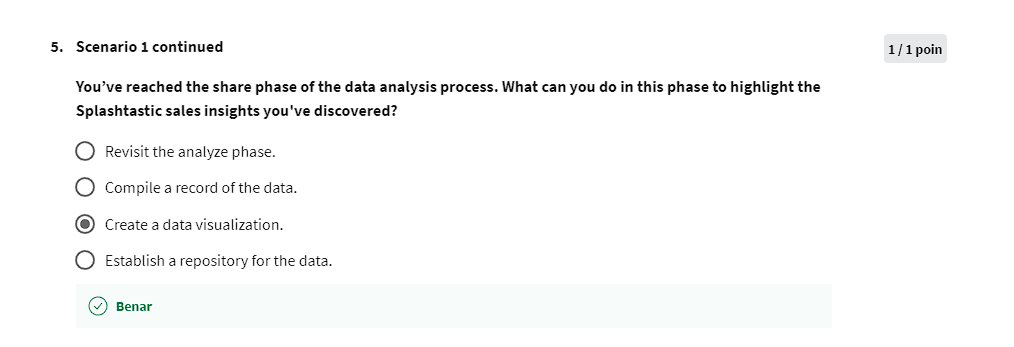 5. Scenario 1 continued
1 / 1 poin
You’ve reached the share phase of the data analysis process. What can you do in this phase to highlight the
Splashtastic sales insights you've discovered?
Revisit the analyze phase.
Compile a record of the data.
Create a data visualization.
Establish a repository for the data.
Benar